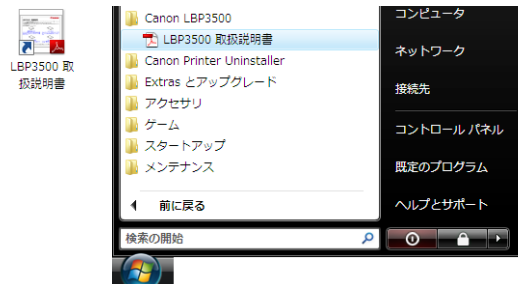 LBP3500 取
扱説明書
Canon LBP3500
LBP3500 取扱説明書
Canon Printer Uninstaller
Extras とアップグレード
アクセサリ
ゲーム
スタートアップ
メンテナンス
前に戻る
検索の開始
コンピュータ
ネットワーク
接続先
コントロール パネル
既定のプログラム
ヘルプとサポート